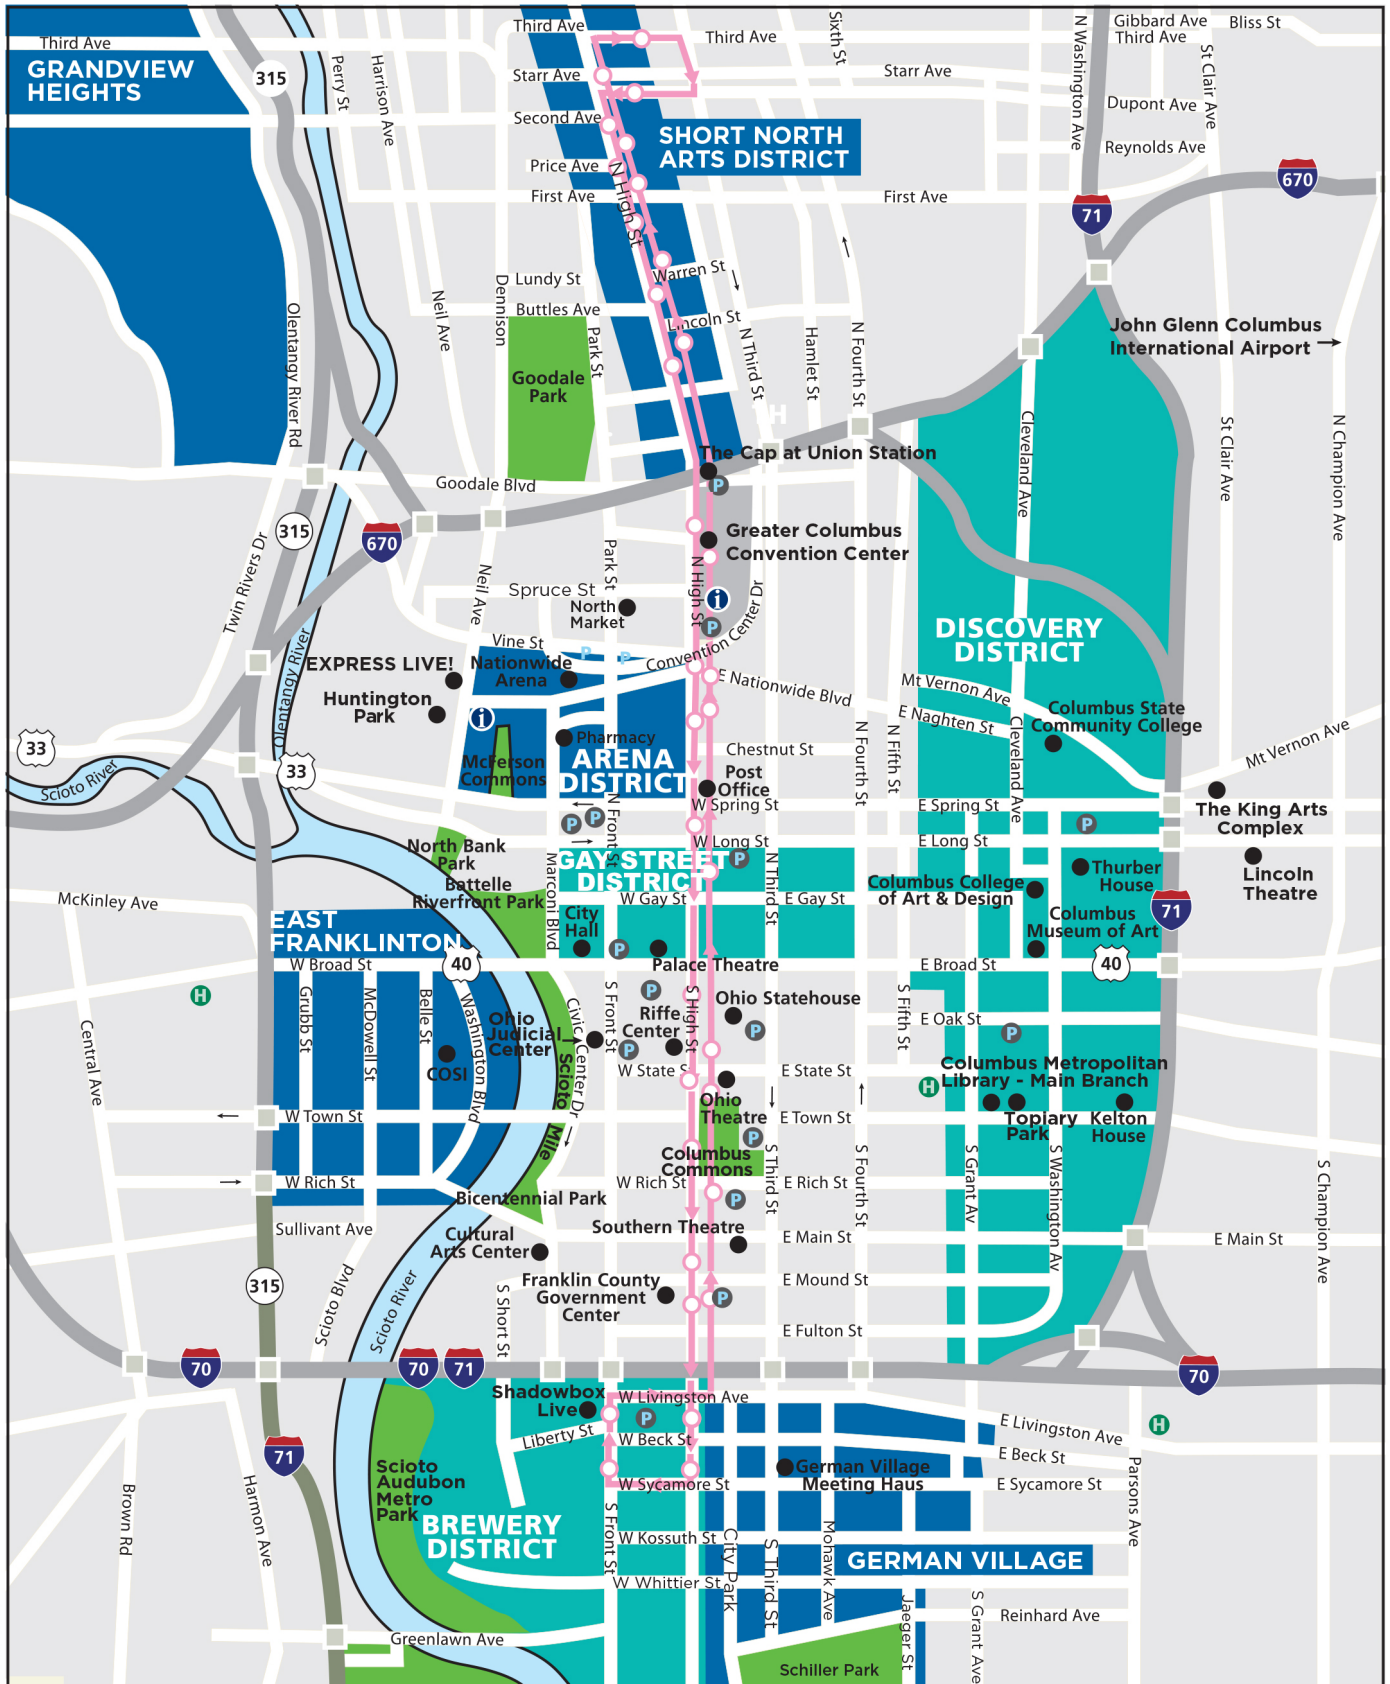 Third Ave
Third Ave
Third Ave
Sixth St
N Washington Ave
Gibbard Ave
Third Ave
Bliss St
St Clair Ave
GRANDVIEW
HEIGHTS
315
Perry St
Harrison Ave
Starr Ave
Starr Ave
Second Ave
Dupont Ave
SHORT NORTH
ARTS DISTRICT
Reynolds Ave
Price Ave
N High St
First Ave
First Ave
670
71
Warren St
Lundy St
Dennison
Buttles Ave
Lincoln St
Neil Ave
Olentangy River Rd
Park St
N Third St
Hamlet St
N Fourth St
John Glenn Columbus
International Airport
Goodale
Park
Cleveland Ave
St Clair Ave
N Champion Ave
TH
The Cap at Union Station
P
Goodale Blvd
315
670
Twin Rivers Dr
Greater Columbus
Convention Center
Park St
N High St
Neil Ave
Spruce St
North
Market
i
P
Convention Center Dr
DISCOVERY
DISTRICT
Vine St
P
P
Convention Center Dr
EXPRESS LIVE!
Nationwide
Arena
Olentangy River
Huntington
Park
i
E Nationwide Blvd
Mt Vernon Ave
E Naghten St
Columbus State
Community College
Cleveland Ave
Mt Vernon Ave
33
33
Pharmacy
ARENA
DISTRICT
McFerson
Commons
Chestnut St
N Fourth St
N Fifth St
Post
Office
Scioto River
W Spring St
E Spring St
The King Arts
Complex
P
P
P
N Front St
W Long St
E Long St
North Bank
Park
GAY STREET
DISTRICT
P
Marconi Blvd
N Third St
Thurber
House
Lincoln
Theatre
Battelle
Riverfront Park
W Gay St
E Gay St
Columbus College
of Art & Design
McKinley Ave
EAST
FRANKLINTON
City
Hall
P
Columbus
Museum of Art
71
40
40
W Broad St
Palace Theatre
E Broad St
H
Grubb St
McDowell St
Belle St
Washington Blvd
Ohio
Judicial
Center
Civic Center Dr
S Front St
P
Riffe
Center
P
S High St
Ohio Statehouse
P
S Fifth St
E Oak St
P
Central Ave
COSI
Scioto Mile
W State St
E State St
H
Columbus Metropolitan
Library - Main Branch
Ohio
Theatre
W Town St
E Town St
Topiary
Park
Kelton
House
P
Columbus
Commons
S Third St
S Fourth St
S Grant Av
S Washington Av
S Champion Ave
W Rich St
W Rich St
E Rich St
Bicentennial Park
P
Sullivant Ave
Cultural
Arts Center
Southern Theatre
E Main St
E Main St
315
Scioto Blvd
Scioto River
S Short St
Franklin County
Government
Center
P
E Mound St
E Fulton St
70
70
71
70
Shadowbox
Live
W Livingston Ave
P
E Livingston Ave
H
Liberty St
W Beck St
E Beck St
71
Scioto
Audubon
Metro
Park
German Village
Meeting Haus
W Sycamore St
E Sycamore St
Brown Rd
Harmon Ave
BREWERY
DISTRICT
S Front St
W Kossuth St
City Park
S Third St
Mohawk Ave
GERMAN VILLAGE
Parsons Ave
W Whittier St
Jaeger St
S Grant Ave
Reinhard Ave
Greenlawn Ave
Schiller Park